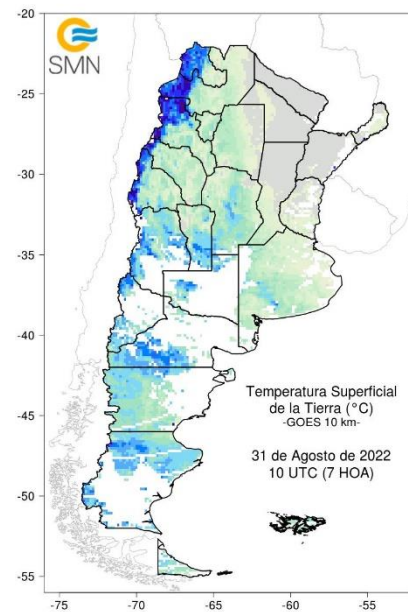 -20
SMN
-25
-30
-35
-40
Temperatura Superficial
de la Tierra (°C)
-GOES 10 km-
-45
31 de Agosto de 2022
10 UTC (7 HOA)
-50
-55
-75 -70 -65 -60 -55